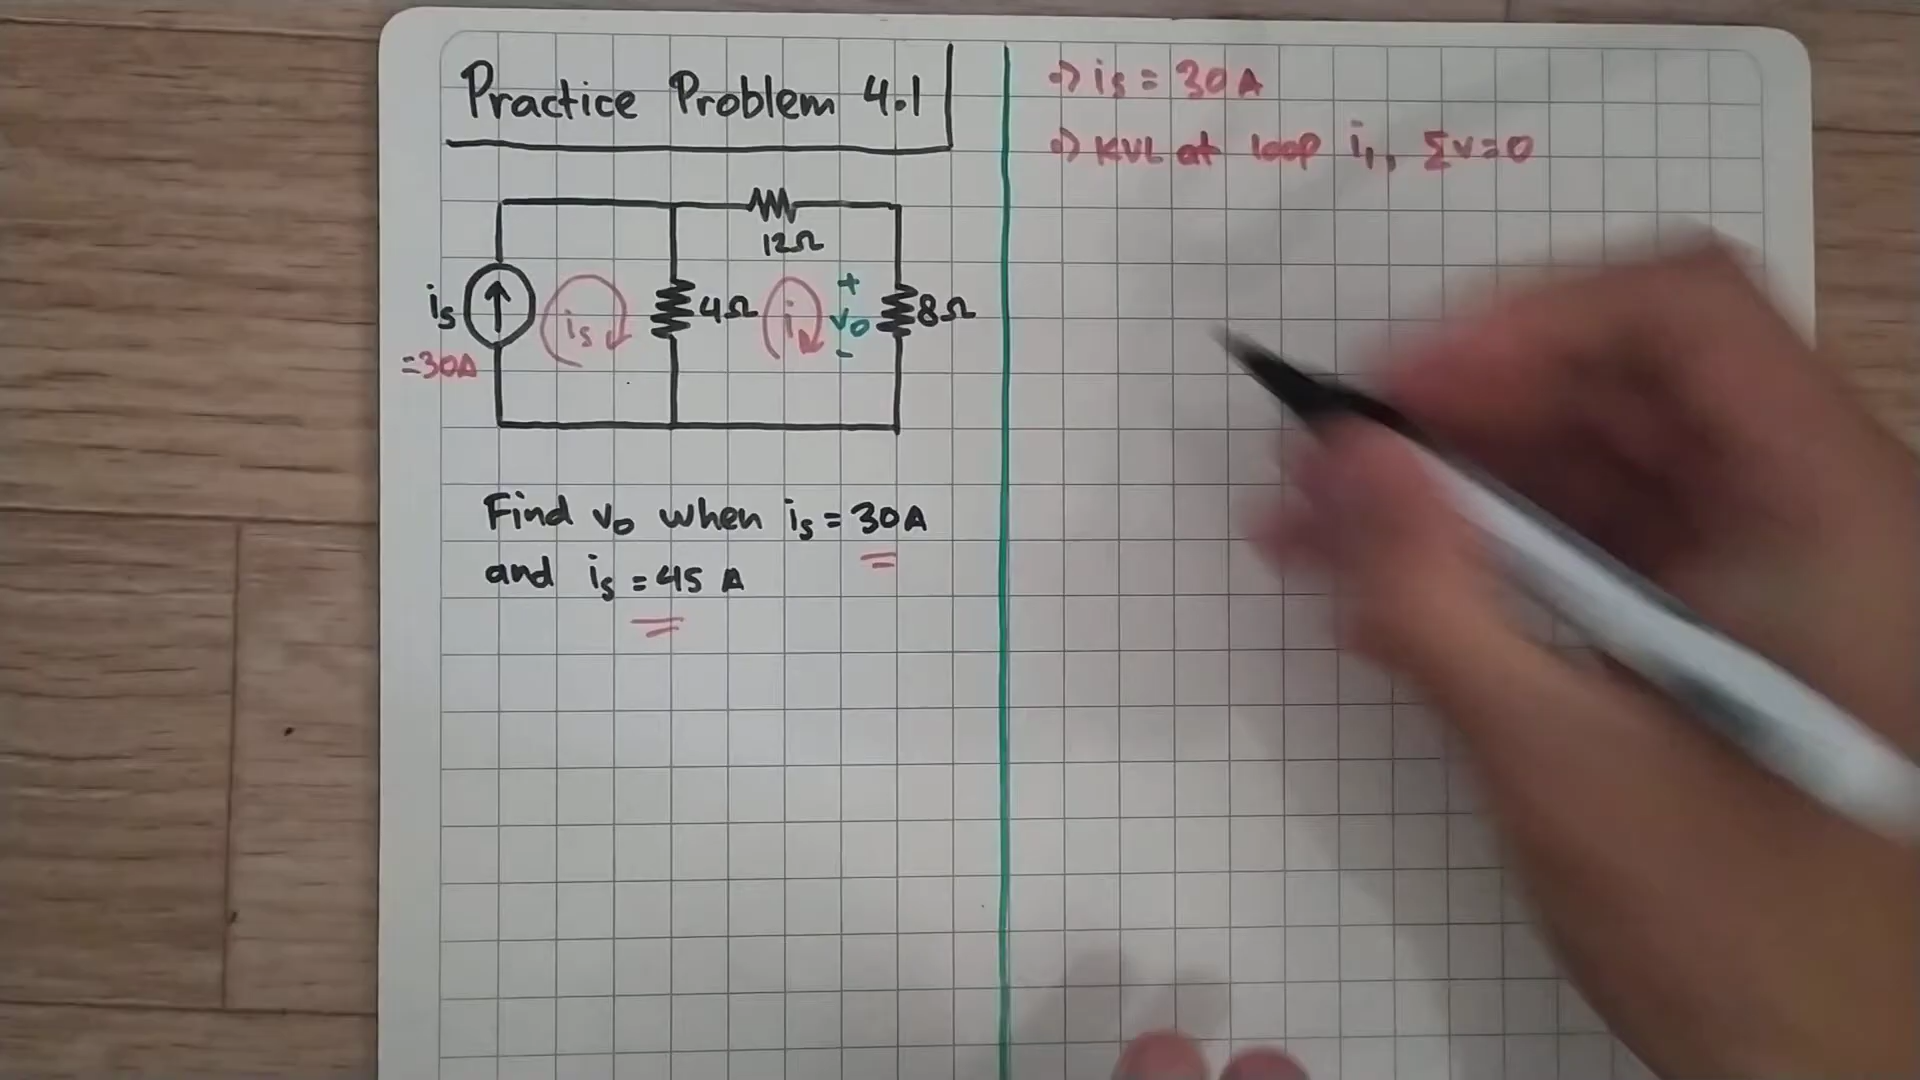 Practice Problem 4.1
12Ω
is
=30A
is
4Ω
i
+
vo
-
8Ω
Find vo when is = 30A
and is = 45 A
⇒ is = 30A
⇒ KVL at loop i1, Σv=0